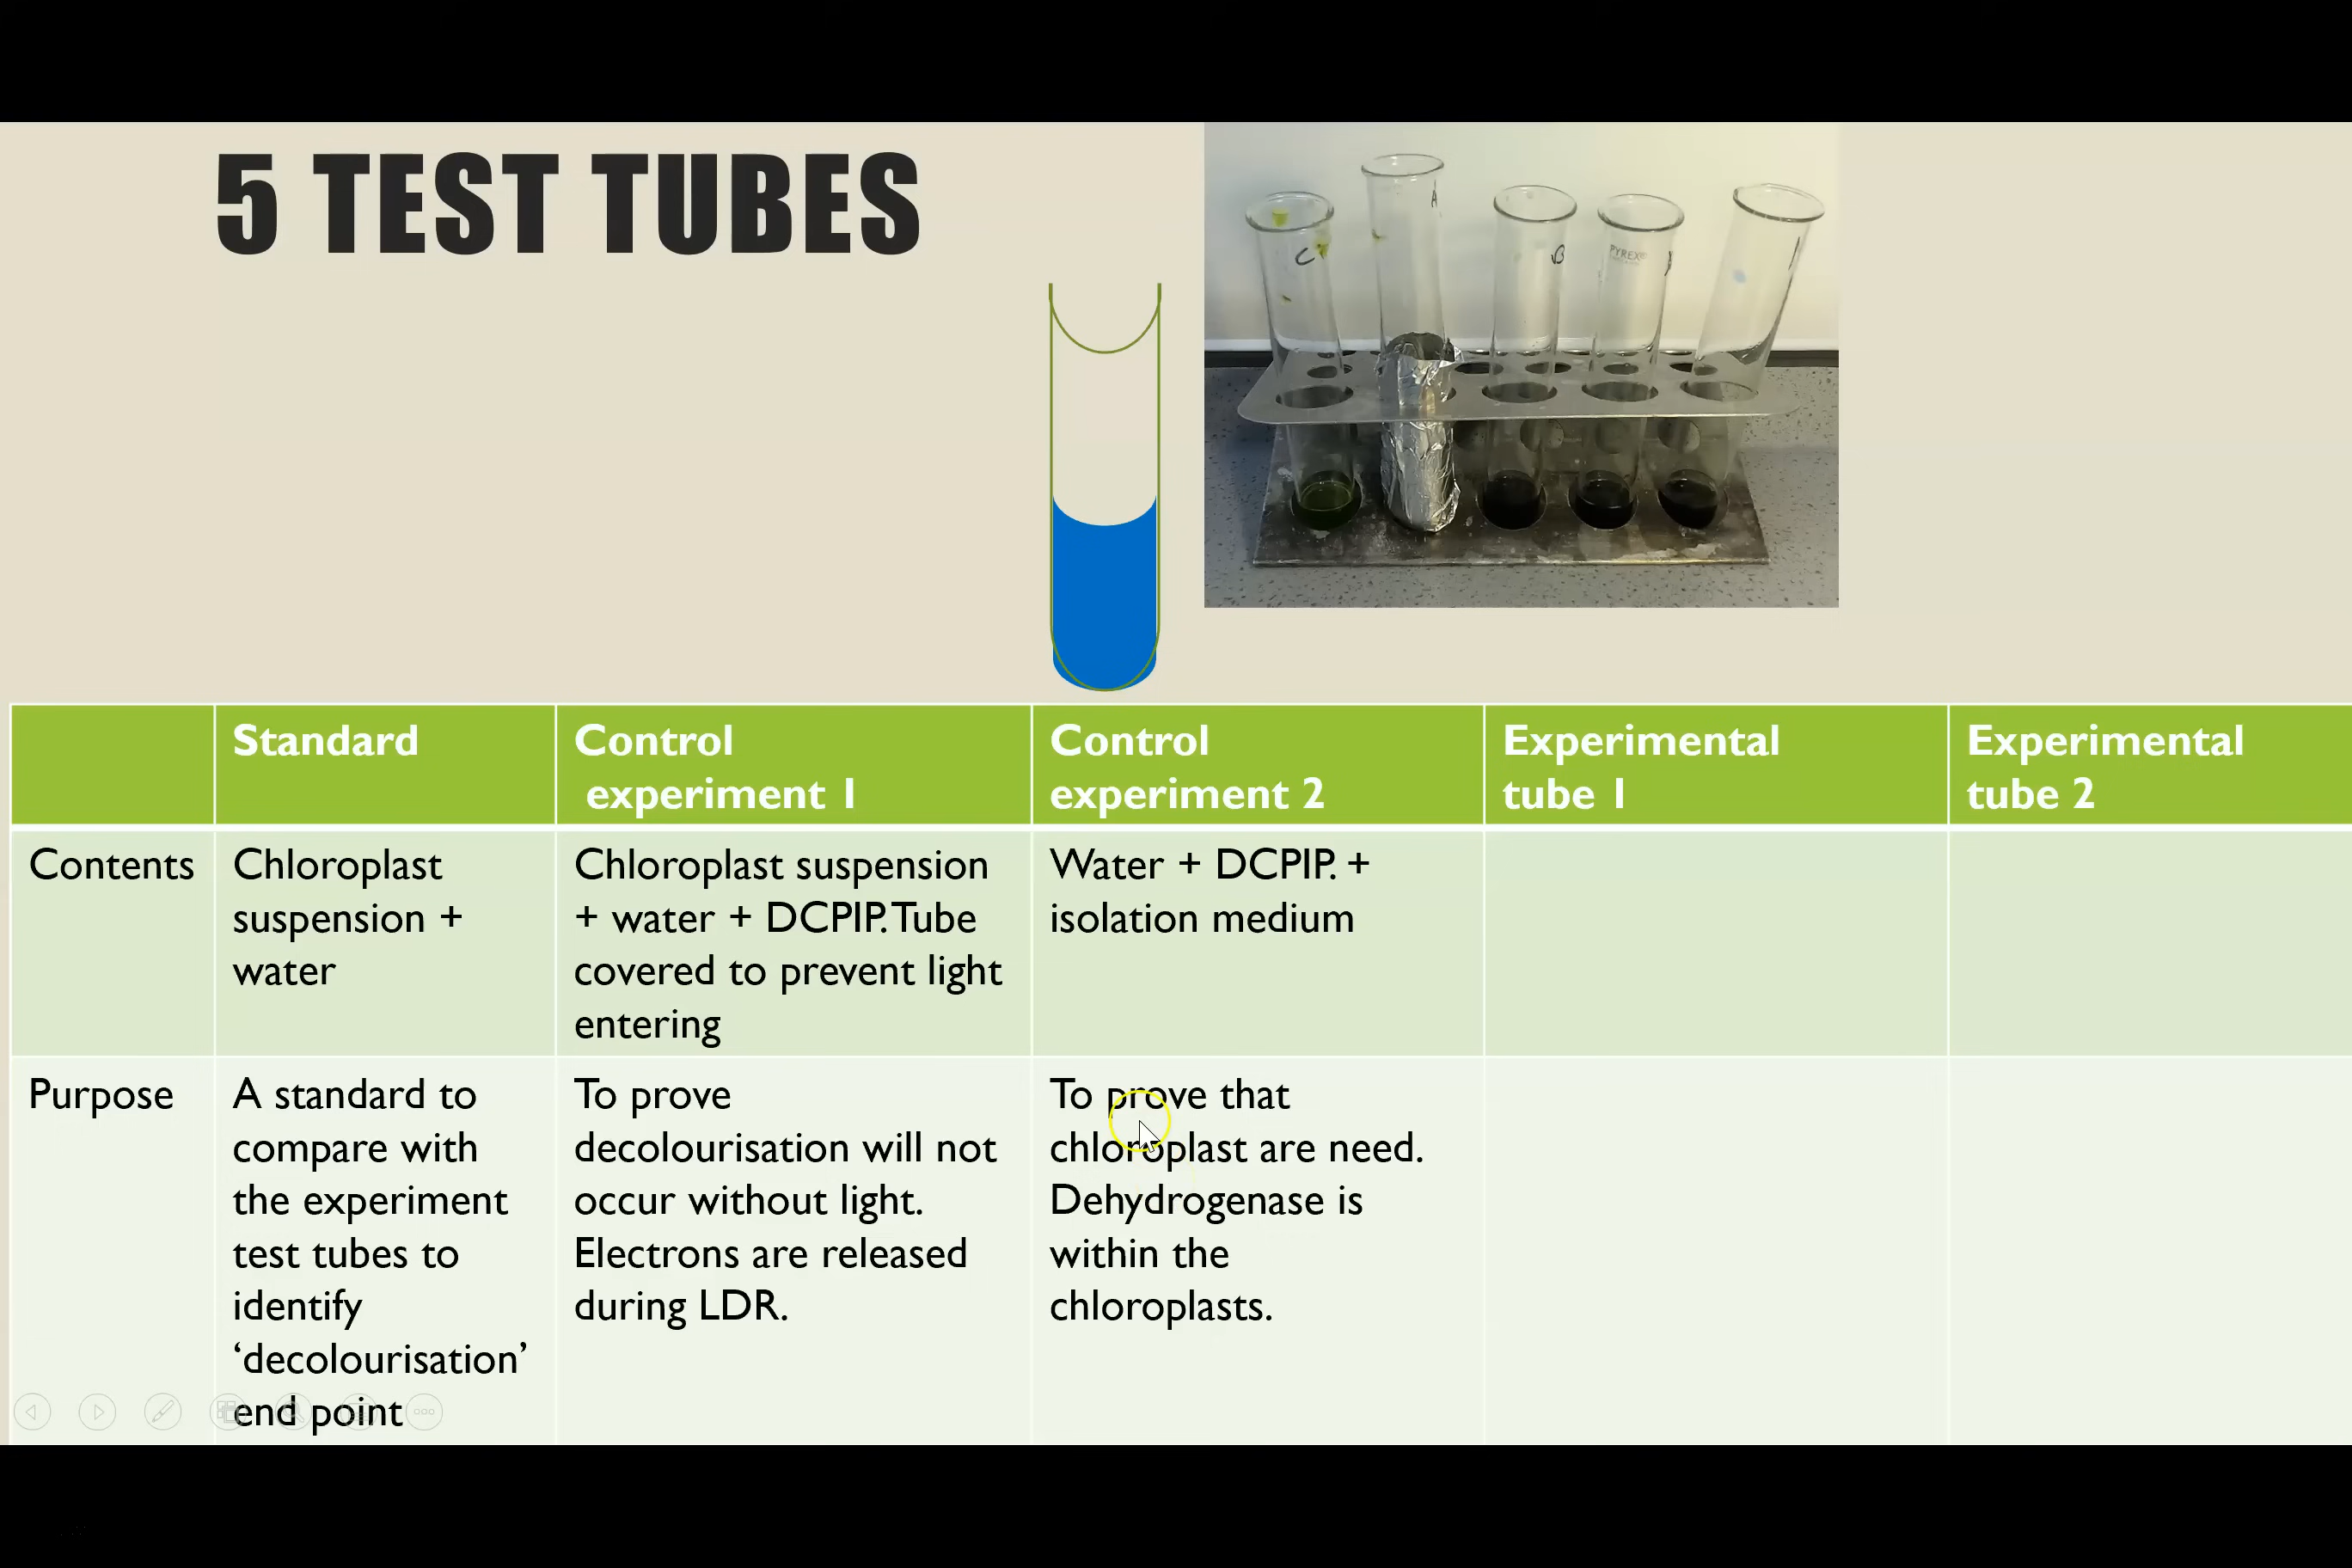 5 TEST TUBES
C
A
B
PYREX
Standard
Control
experiment 1
Control
experiment 2
Experimental
tube 1
Experimental
tube 2
Contents
Chloroplast
suspension +
water
Chloroplast suspension
+ water + DCPIP. Tube
covered to prevent light
entering
Water + DCPIP. +
isolation medium
Purpose
A standard to
compare with
the experiment
test tubes to
identify
‘decolourisation’
end point
To prove
decolourisation will not
occur without light.
Electrons are released
during LDR.
To prove that
chloroplast are need.
Dehydrogenase is
within the
chloroplasts.